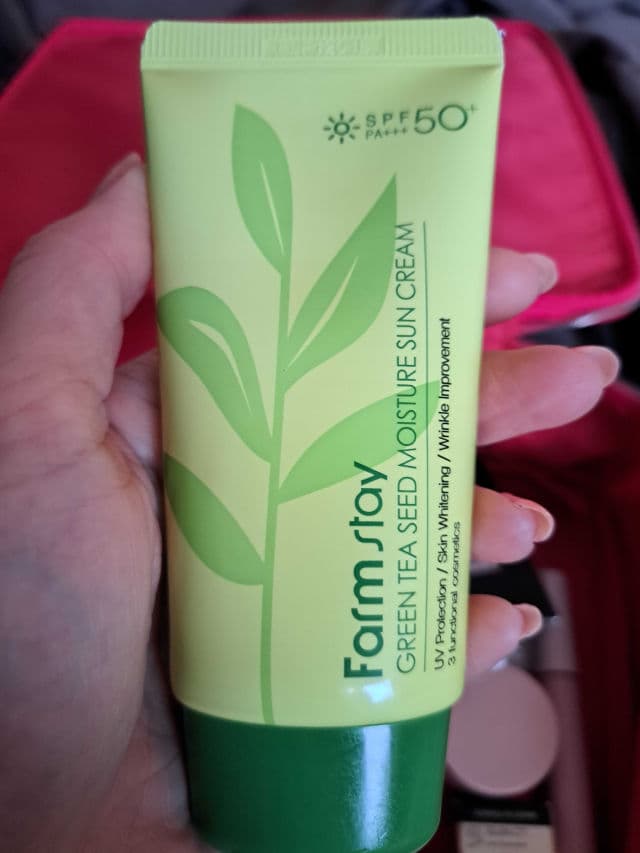 SPF 50+
PA+++
Farm stay
GREEN TEA SEED MOISTURE SUN CREAM
UV Protection / Skin Whitening / Wrinkle Improvement
3 functional cosmetics